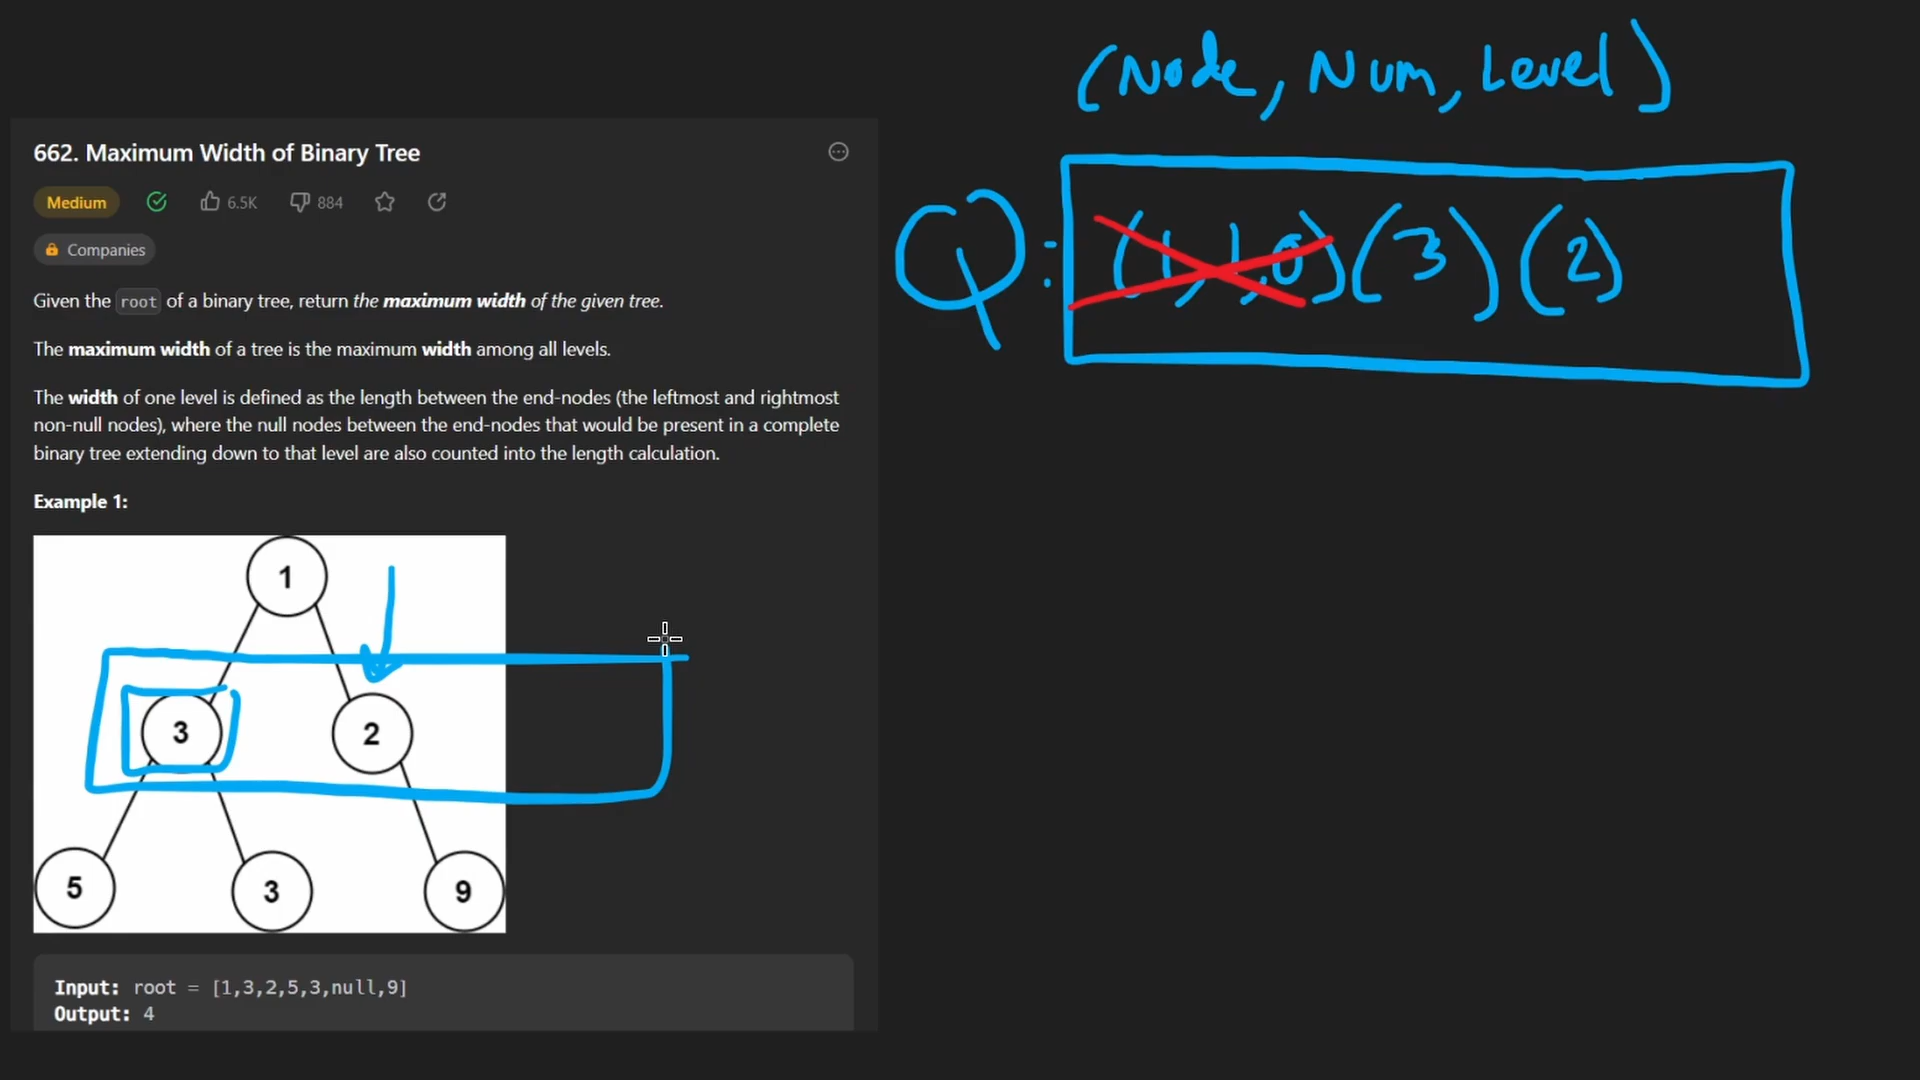 (Node, Num, Level)
662. Maximum Width of Binary Tree
Medium 6.5K 884
Companies
Q: (1, 1, 0) (3) (2)
Given the root of a binary tree, return the maximum width of the given tree.
The maximum width of a tree is the maximum width among all levels.
The width of one level is defined as the length between the end-nodes (the leftmost and rightmost
non-null nodes), where the null nodes between the end-nodes that would be present in a complete
binary tree extending down to that level are also counted into the length calculation.
Example 1:
1
3 2
5 3 9
Input: root = [1,3,2,5,3,null,9]
Output: 4